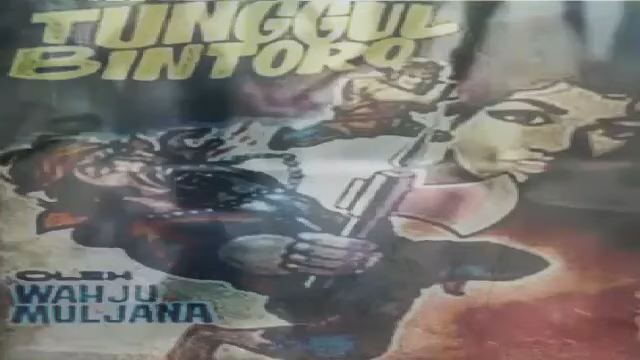 TUNGGUL
BINTORO
OLEH
WAHJU
MULJANA